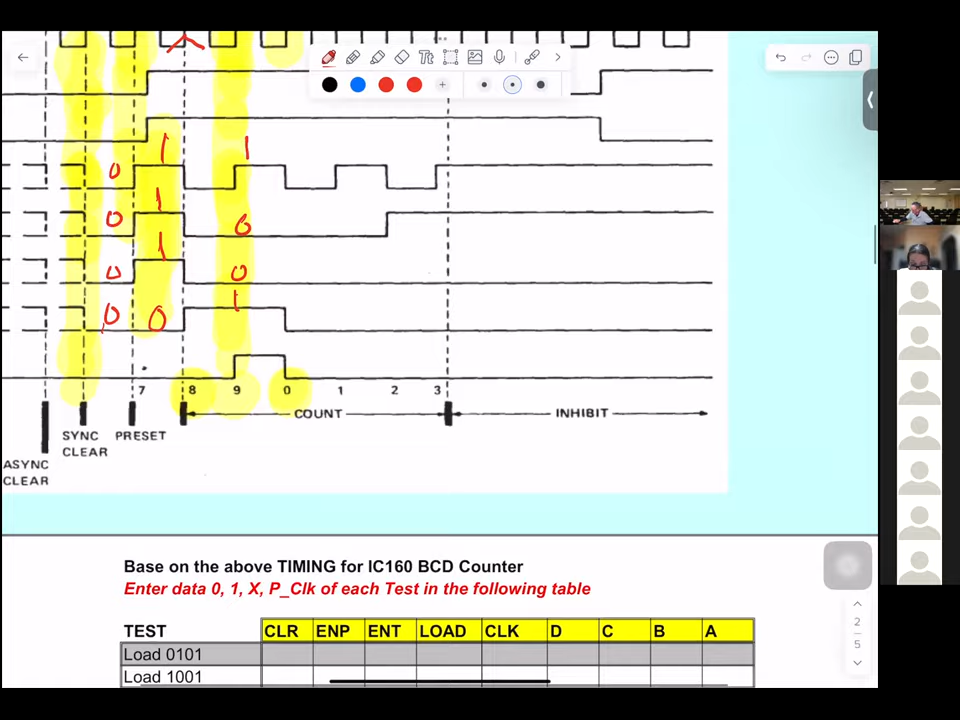 Tt
1 1
0
1
0 0
1
0 0
1
0 0
7 8 9 0 1 2 3
COUNT
INHIBIT
SYNC
CLEAR
PRESET
ASYNC
CLEAR
Base on the above TIMING for IC160 BCD Counter
Enter data 0, 1, X, P_Clk of each Test in the following table
TEST CLR ENP ENT LOAD CLK D C B A
Load 0101
Load 1001
2
5